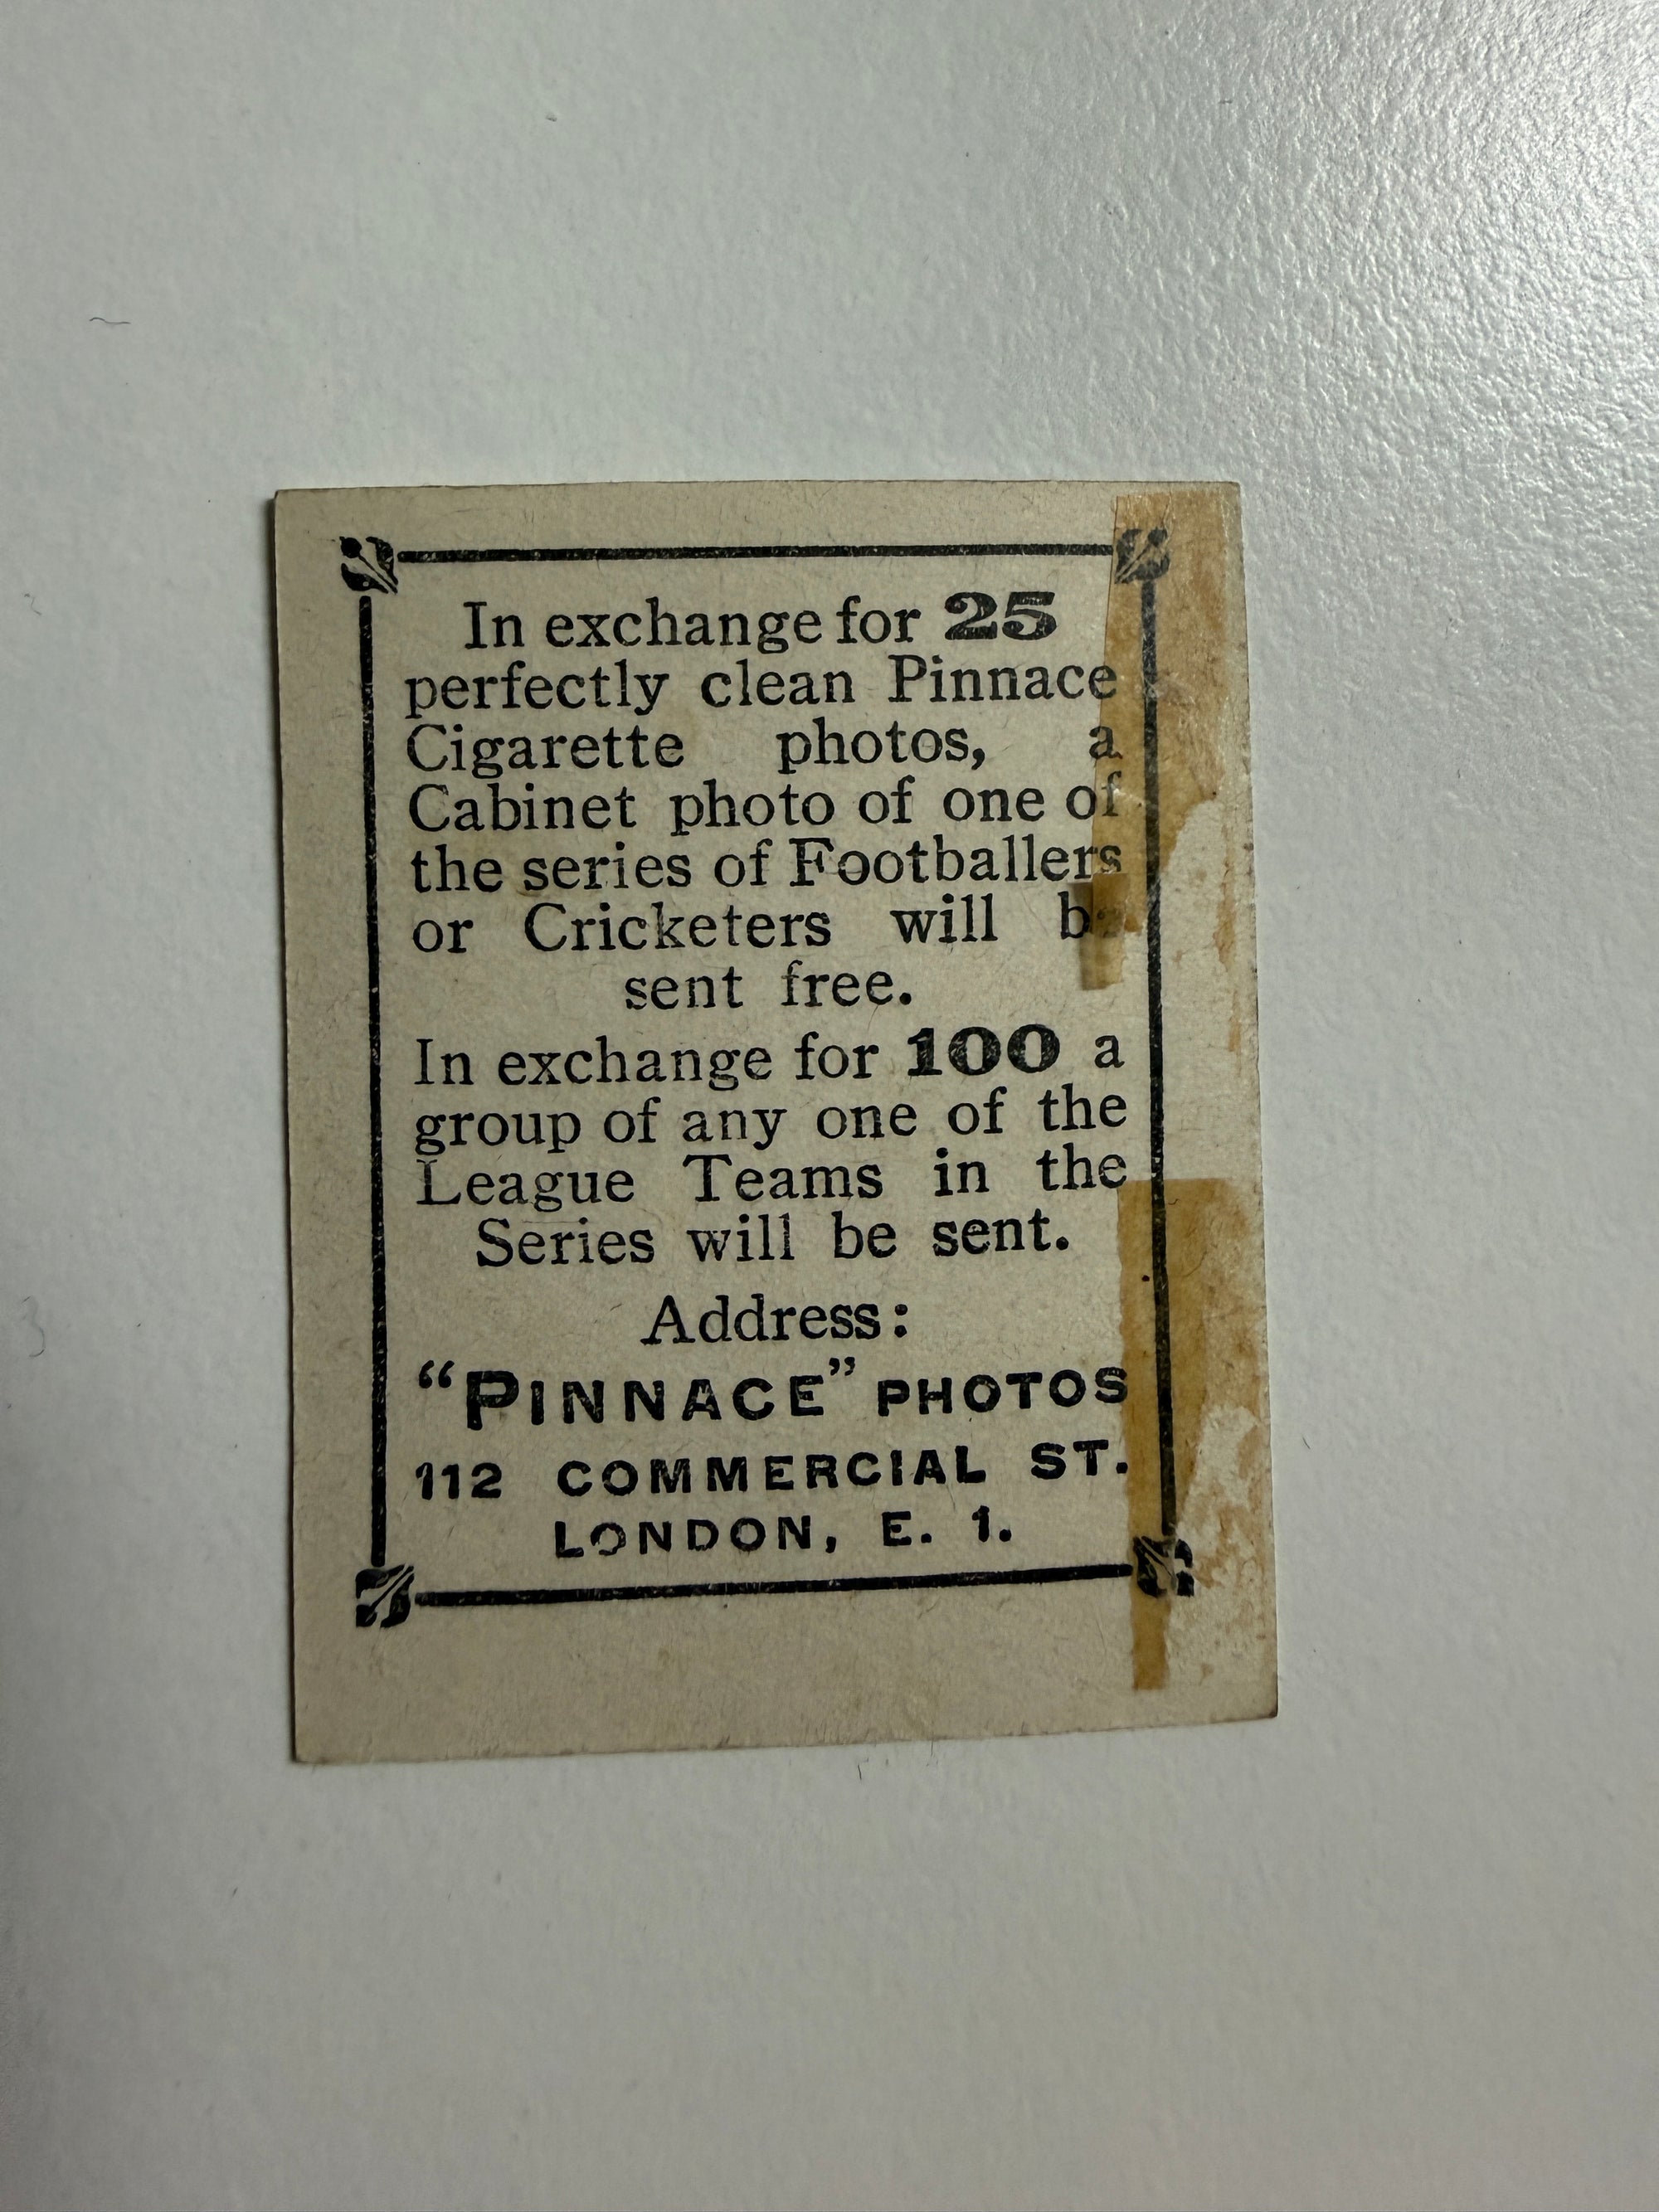 In exchange for 25
perfectly clean Pinnace
Cigarette photos, a
Cabinet photo of one of
the series of Footballers
or Cricketers will be
sent free.
In exchange for 100 a
group of any one of the
League Teams in the
Series will be sent.
Address:
“PINNACE” PHOTOS
112 COMMERCIAL ST.
LONDON, E. 1.